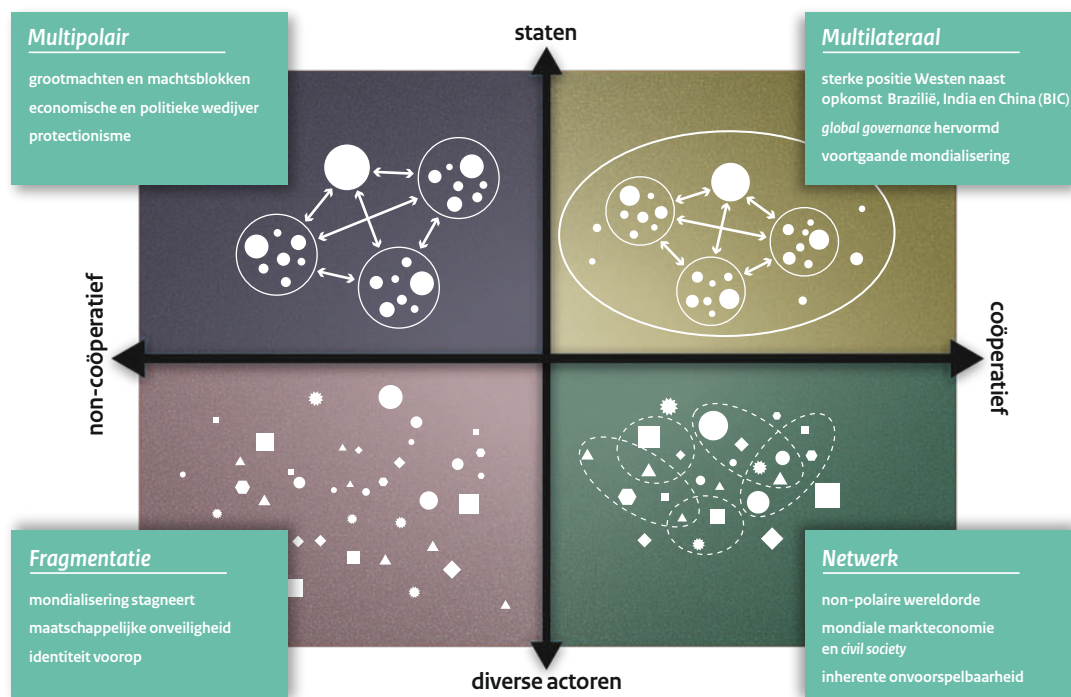 staten
Multipolair
grootmachten en machtsblokken
economische en politieke wedijver
protectionisme
Multilateraal
sterke positie Westen naast
opkomst Brazilië, India en China (BIC)
global governance hervormd
voortgaande mondialisering
non-coöperatief
coöperatief
Fragmentatie
mondialisering stagneert
maatschappelijke onveiligheid
identiteit voorop
Netwerk
non-polaire wereldorde
mondiale markteconomie
en civil society
inherente onvoorspelbaarheid
diverse actoren